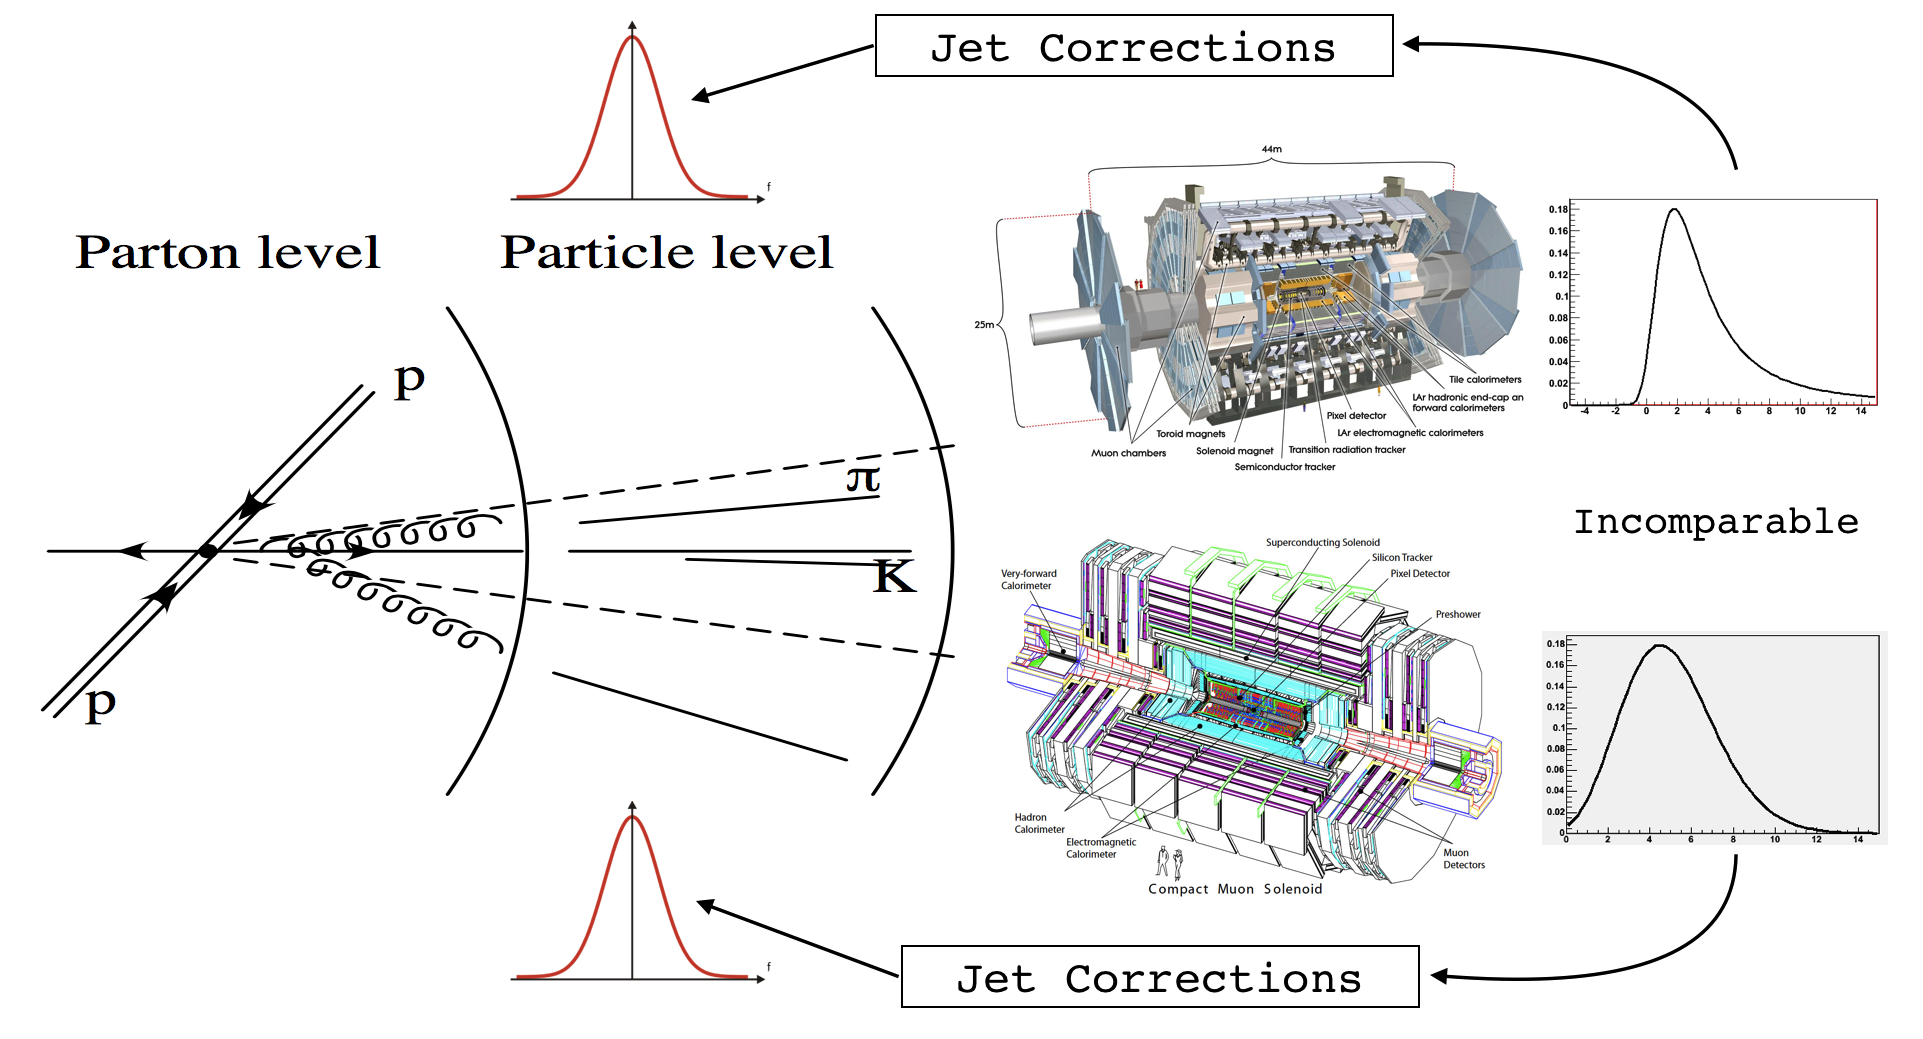 Jet Corrections
f
Parton level
Particle level
p
p
π
K
44m
25m
Tile calorimeters
LAr hadronic end-cap an
forward calorimeters
Pixel detector
LAr electromagnetic calorimeters
Toroid magnets
Muon chambers
Solenoid magnet
Transition radiation tracker
Semiconductor tracker
0.18
0.16
0.14
0.12
0.1
0.08
0.06
0.04
0.02
0
-4 -2 0 2 4 6 8 10 12 14
Incomparable
Superconducting Solenoid
Silicon Tracker
Pixel Detector
Very-forward
Calorimeter
Preshower
Hadron
Calorimeter
Electromagnetic
Calorimeter
Muon
Detectors
Compact Muon Solenoid
0.18
0.16
0.14
0.12
0.1
0.08
0.06
0.04
0.02
0
0 2 4 6 8 10 12 14
f
Jet Corrections